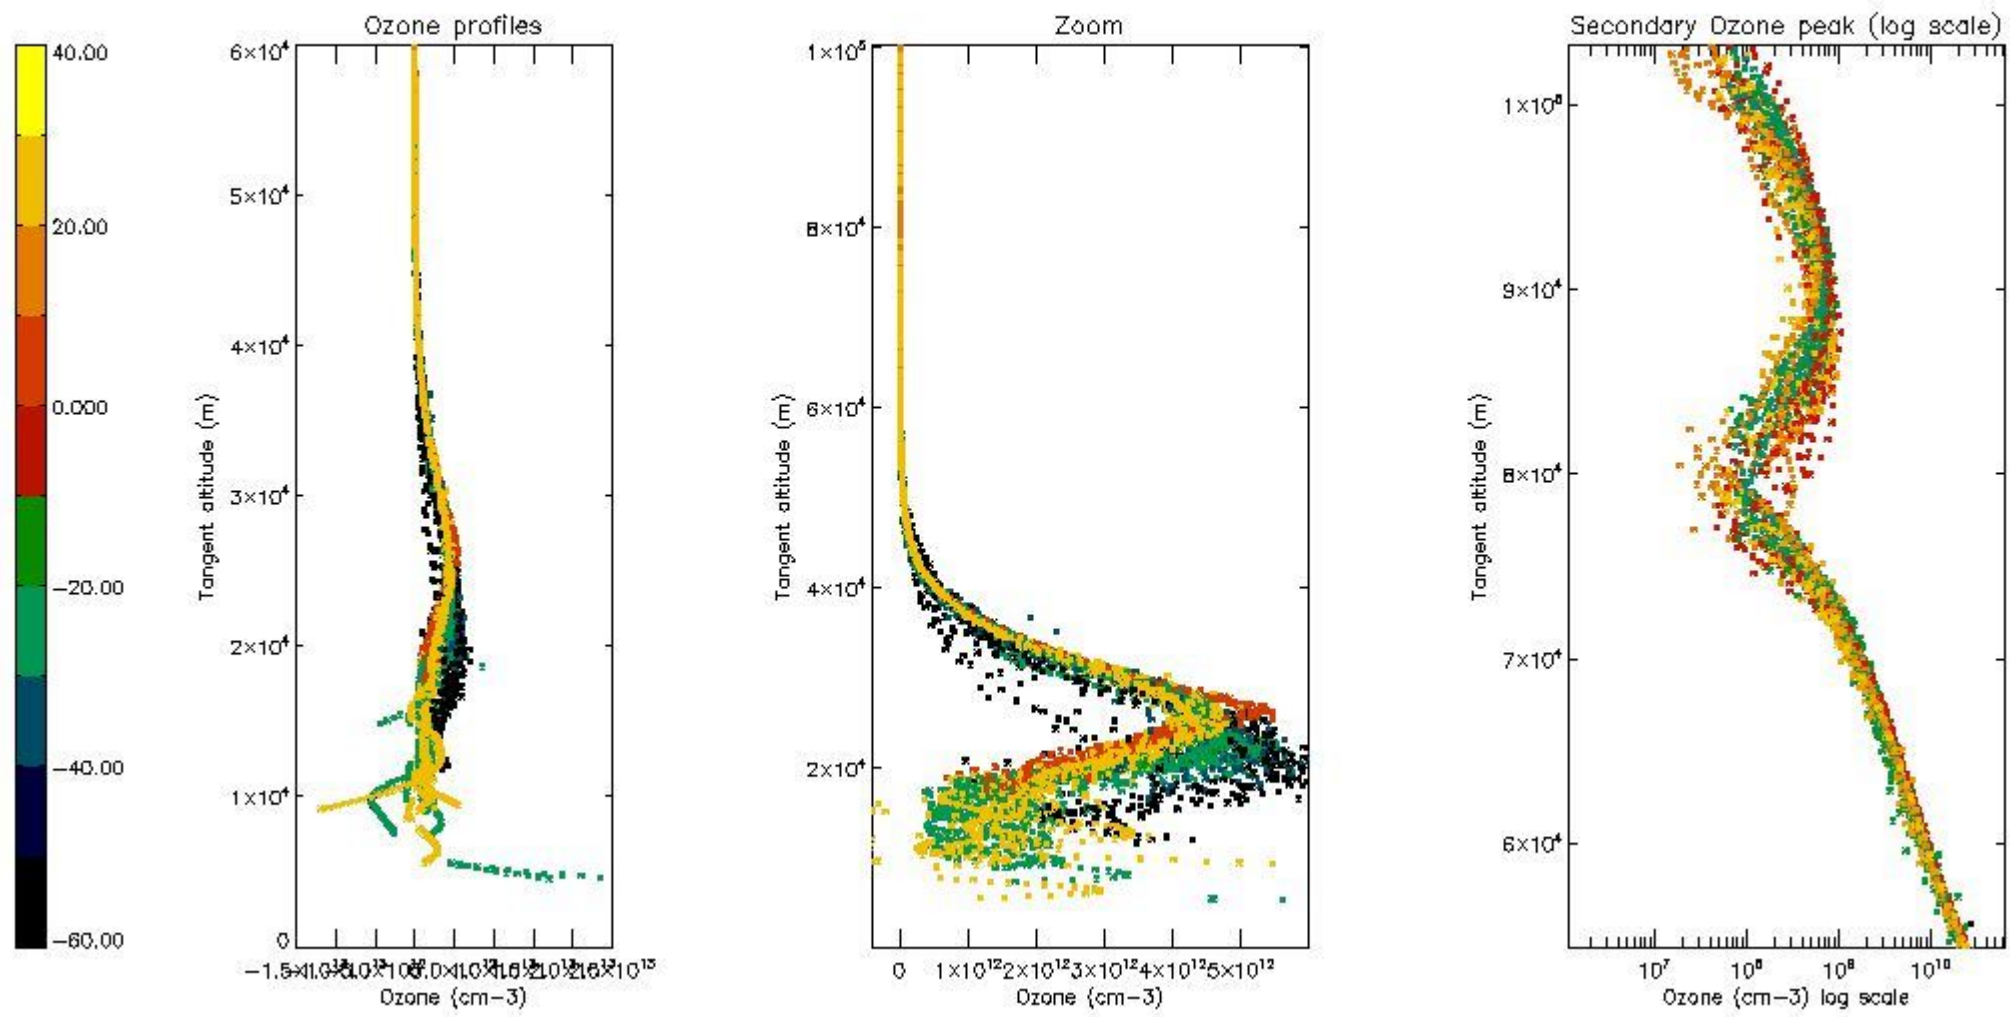 Ozone profiles
Zoom
Secondary Ozone peak (log scale)
40.00
20.00
0.000
−20.00
−40.00
−60.00
6×10⁴
5×10⁴
4×10⁴
3×10⁴
2×10⁴
1×10⁴
0
Tangent altitude (m)
Ozone (cm−3)
1×10⁵
8×10⁴
6×10⁴
4×10⁴
2×10⁴
Tangent altitude (m)
0 1×10¹² 2×10¹² 3×10¹² 4×10¹² 5×10¹²
Ozone (cm−3)
9×10⁴
8×10⁴
7×10⁴
6×10⁴
Tangent altitude (m)
10⁷ 10⁸ 10⁹ 10¹⁰
Ozone (cm−3) log scale